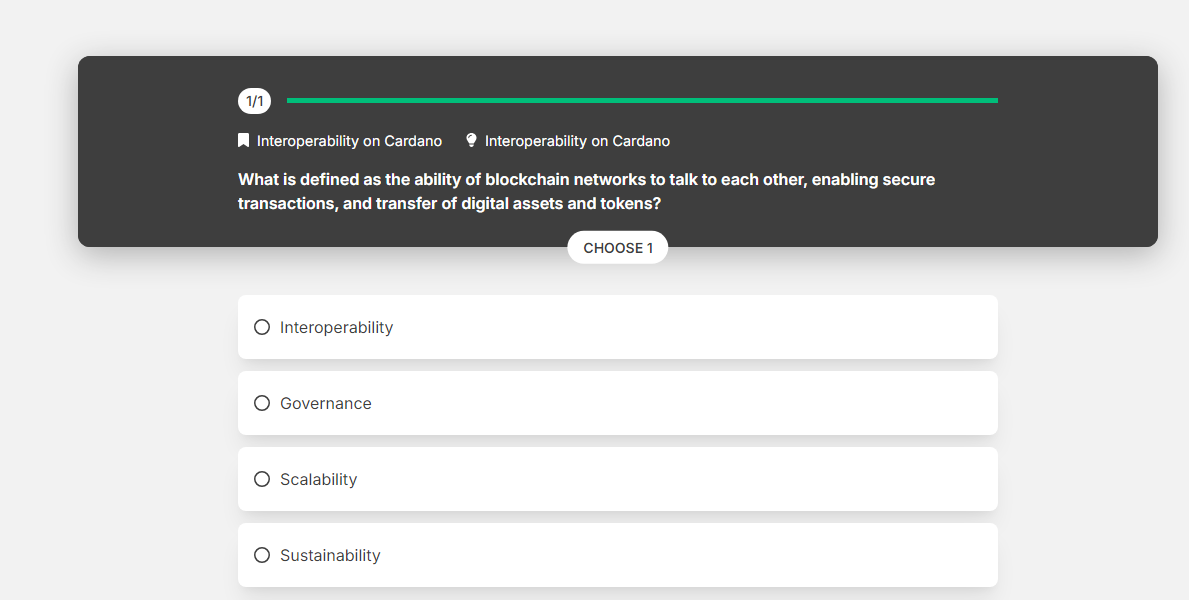 1/1
Interoperability on Cardano Interoperability on Cardano
What is defined as the ability of blockchain networks to talk to each other, enabling secure
transactions, and transfer of digital assets and tokens?
CHOOSE 1
Interoperability
Governance
Scalability
Sustainability